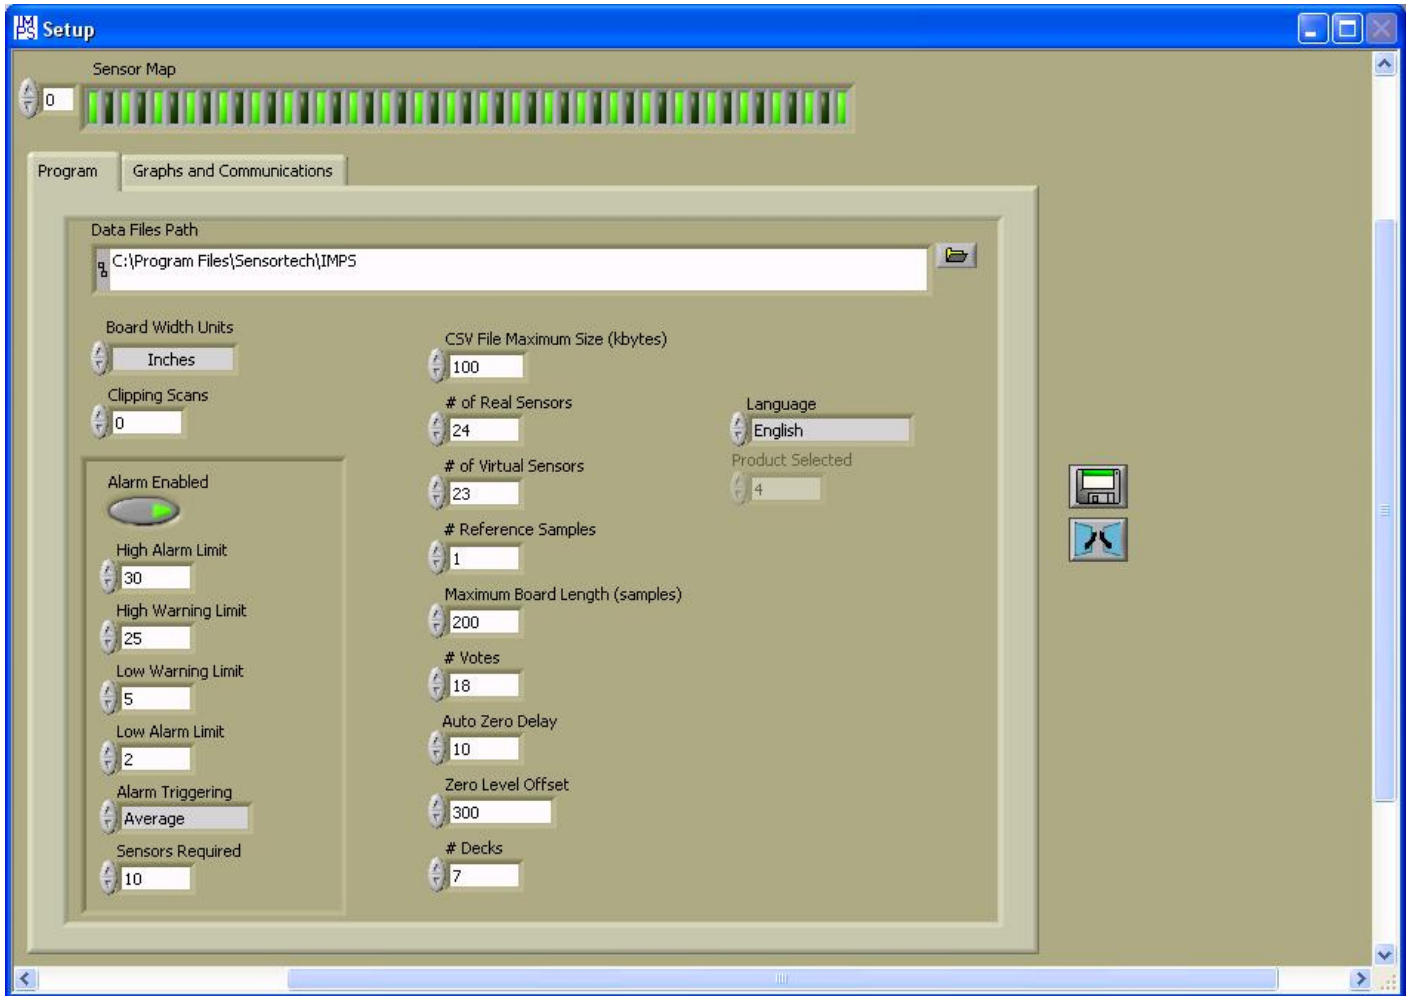 IMPS Setup
Sensor Map
0
Program
Graphs and Communications
Data Files Path
C:\Program Files\Sensortech\IMPS
Board Width Units
Inches
Clipping Scans
0
Alarm Enabled
High Alarm Limit
30
High Warning Limit
25
Low Warning Limit
5
Low Alarm Limit
2
Alarm Triggering
Average
Sensors Required
10
CSV File Maximum Size (kbytes)
100
# of Real Sensors
24
# of Virtual Sensors
23
# Reference Samples
1
Maximum Board Length (samples)
200
# Votes
18
Auto Zero Delay
10
Zero Level Offset
300
# Decks
7
Language
English
Product Selected
4